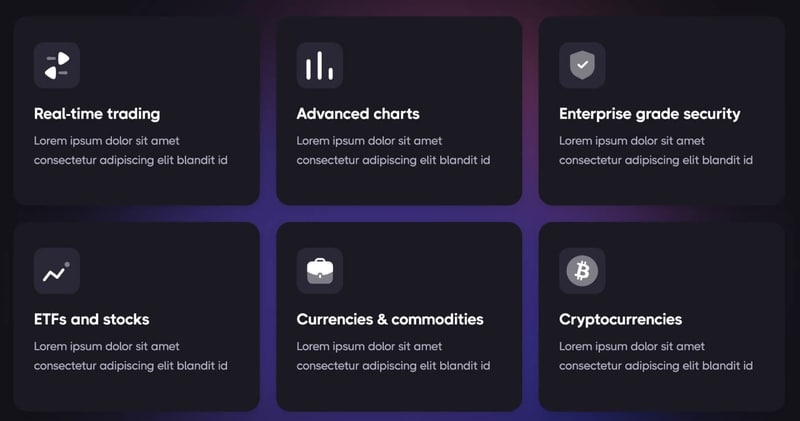 Real-time trading
Lorem ipsum dolor sit amet
consectetur adipiscing elit blandit id
Advanced charts
Lorem ipsum dolor sit amet
consectetur adipiscing elit blandit id
Enterprise grade security
Lorem ipsum dolor sit amet
consectetur adipiscing elit blandit id
ETFs and stocks
Lorem ipsum dolor sit amet
consectetur adipiscing elit blandit id
Currencies & commodities
Lorem ipsum dolor sit amet
consectetur adipiscing elit blandit id
Cryptocurrencies
Lorem ipsum dolor sit amet
consectetur adipiscing elit blandit id